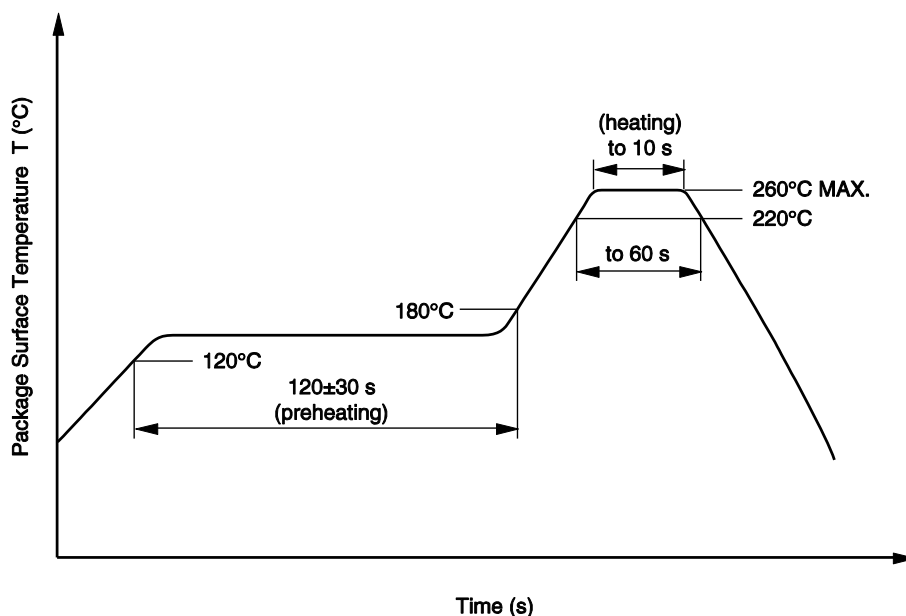 Package Surface Temperature T (°C)
(heating)
to 10 s
260°C MAX.
220°C
to 60 s
180°C
120°C
120±30 s
(preheating)
Time (s)